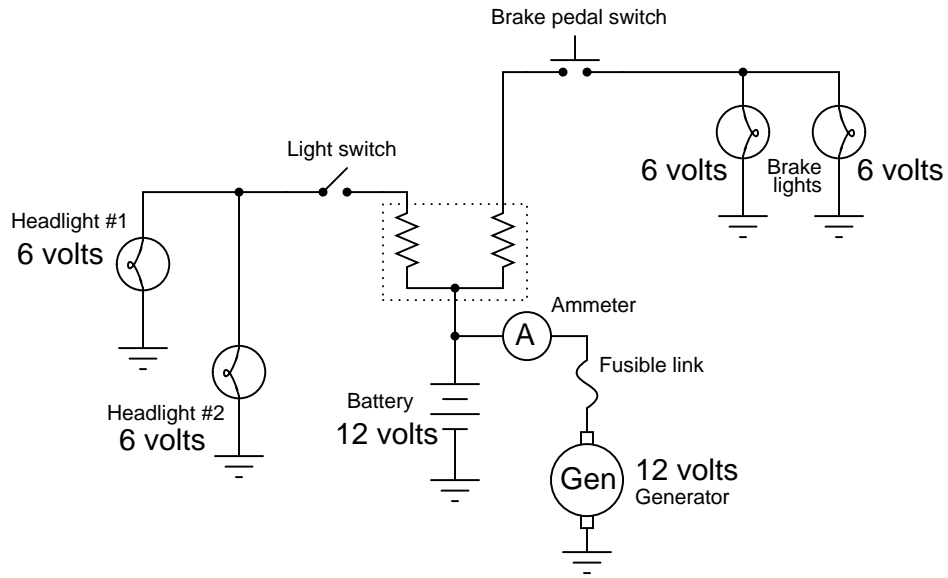 Brake pedal switch
Light switch
6 volts
Brake
lights
6 volts
Headlight #1
6 volts
Ammeter
A
Fusible link
Headlight #2
6 volts
Battery
12 volts
Gen
12 volts
Generator